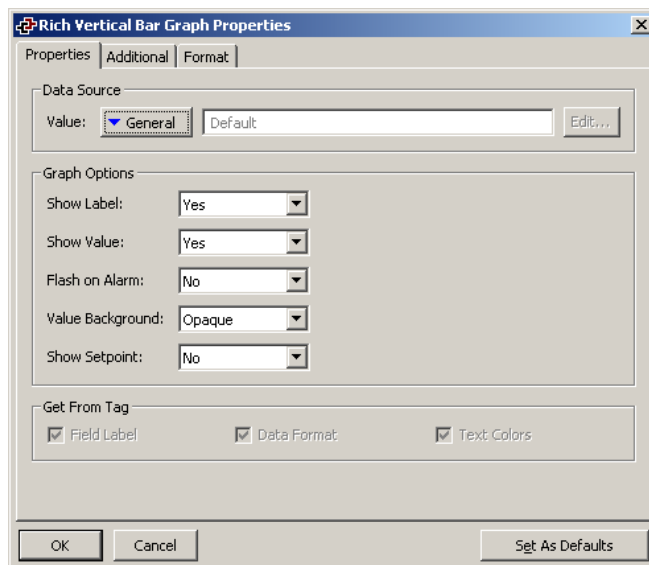 Rich Vertical Bar Graph Properties
Properties Additional Format
Data Source
Value: General Default Edit...
Graph Options
Show Label: Yes
Show Value: Yes
Flash on Alarm: No
Value Background: Opaque
Show Setpoint: No
Get From Tag
Field Label Data Format Text Colors
OK Cancel Set As Defaults